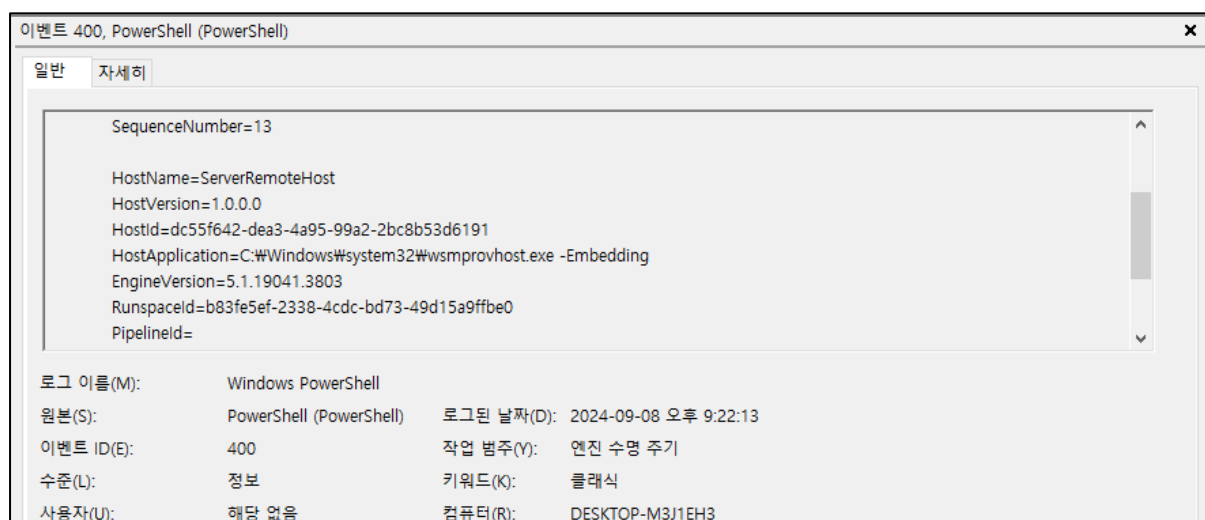 이벤트 400, PowerShell (PowerShell)
일반 자세히
SequenceNumber=13
HostName=ServerRemoteHost
HostVersion=1.0.0.0
HostId=dc55f642-dea3-4a95-99a2-2bc8b53d6191
HostApplication=C:₩Windows₩system32₩wsmprovhost.exe -Embedding
EngineVersion=5.1.19041.3803
RunspaceId=b83fe5ef-2338-4cdc-bd73-49d15a9ffbe0
PipelineId=
로그 이름(M): Windows PowerShell
원본(S): PowerShell (PowerShell) 로그된 날짜(D): 2024-09-08 오후 9:22:13
이벤트 ID(E): 400 작업 범주(Y): 엔진 수명 주기
수준(L): 정보 키워드(K): 클래식
사용자(U): 해당 없음 컴퓨터(R): DESKTOP-M3J1EH3